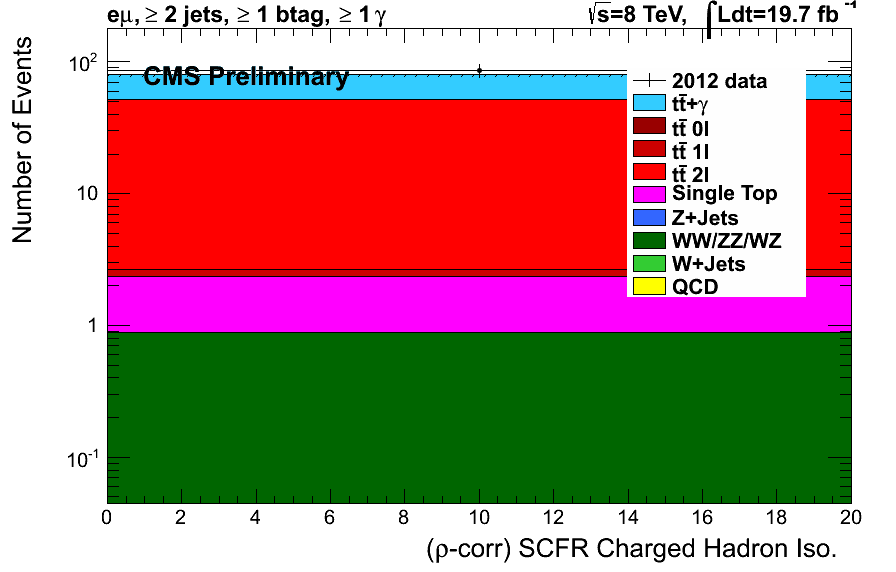 eμ, ≥ 2 jets, ≥ 1 btag, ≥ 1 γ
√s=8 TeV, ∫Ldt=19.7 fb⁻¹
CMS Preliminary
2012 data
tt̄+γ
tt̄ 0l
tt̄ 1l
tt̄ 2l
Single Top
Z+Jets
WW/ZZ/WZ
W+Jets
QCD
Number of Events
10²
10
1
10⁻¹
0 2 4 6 8 10 12 14 16 18 20
(ρ-corr) SCFR Charged Hadron Iso.